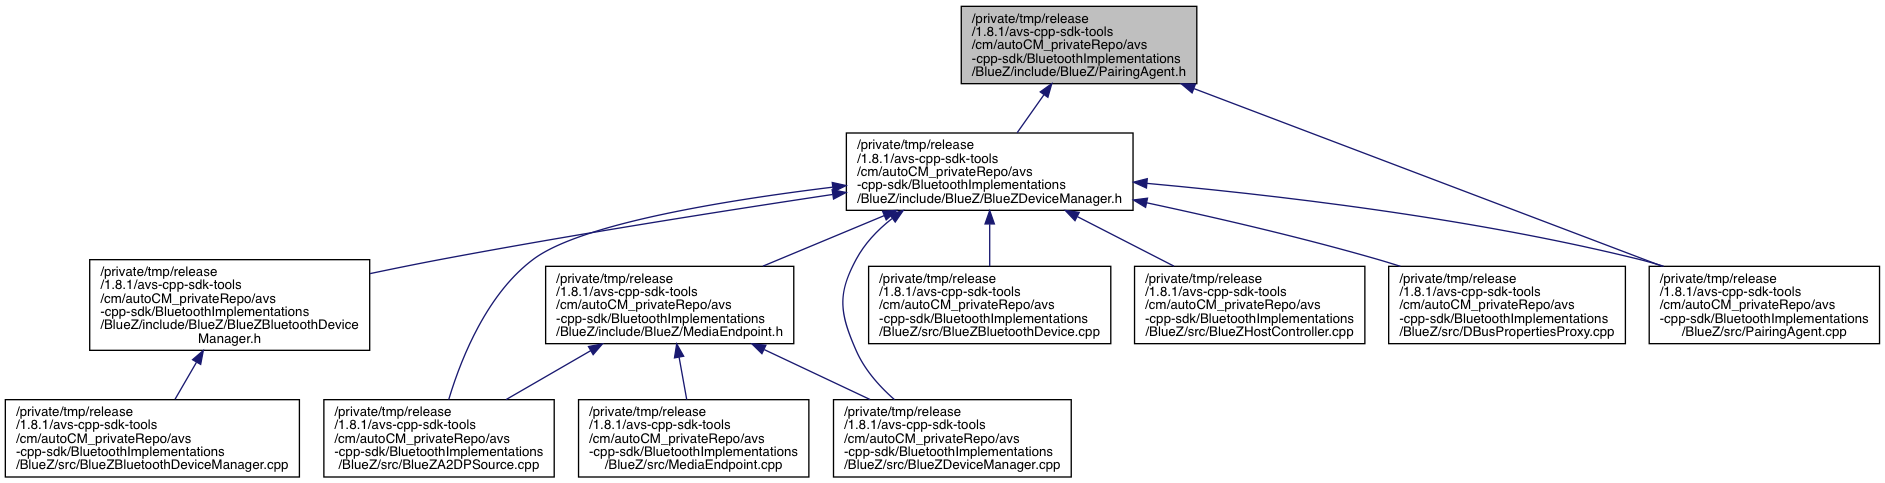 /private/tmp/release
/1.8.1/avs-cpp-sdk-tools
/cm/autoCM_privateRepo/avs
-cpp-sdk/BluetoothImplementations
/BlueZ/include/BlueZ/PairingAgent.h
/private/tmp/release
/1.8.1/avs-cpp-sdk-tools
/cm/autoCM_privateRepo/avs
-cpp-sdk/BluetoothImplementations
/BlueZ/include/BlueZ/BlueZDeviceManager.h
/private/tmp/release
/1.8.1/avs-cpp-sdk-tools
/cm/autoCM_privateRepo/avs
-cpp-sdk/BluetoothImplementations
/BlueZ/include/BlueZ/BlueZBluetoothDevice
Manager.h
/private/tmp/release
/1.8.1/avs-cpp-sdk-tools
/cm/autoCM_privateRepo/avs
-cpp-sdk/BluetoothImplementations
/BlueZ/include/BlueZ/MediaEndpoint.h
/private/tmp/release
/1.8.1/avs-cpp-sdk-tools
/cm/autoCM_privateRepo/avs
-cpp-sdk/BluetoothImplementations
/BlueZ/src/BlueZBluetoothDevice.cpp
/private/tmp/release
/1.8.1/avs-cpp-sdk-tools
/cm/autoCM_privateRepo/avs
-cpp-sdk/BluetoothImplementations
/BlueZ/src/BlueZHostController.cpp
/private/tmp/release
/1.8.1/avs-cpp-sdk-tools
/cm/autoCM_privateRepo/avs
-cpp-sdk/BluetoothImplementations
/BlueZ/src/DBusPropertiesProxy.cpp
/private/tmp/release
/1.8.1/avs-cpp-sdk-tools
/cm/autoCM_privateRepo/avs
-cpp-sdk/BluetoothImplementations
/BlueZ/src/PairingAgent.cpp
/private/tmp/release
/1.8.1/avs-cpp-sdk-tools
/cm/autoCM_privateRepo/avs
-cpp-sdk/BluetoothImplementations
/BlueZ/src/BlueZBluetoothDeviceManager.cpp
/private/tmp/release
/1.8.1/avs-cpp-sdk-tools
/cm/autoCM_privateRepo/avs
-cpp-sdk/BluetoothImplementations
/BlueZ/src/BlueZA2DPSource.cpp
/private/tmp/release
/1.8.1/avs-cpp-sdk-tools
/cm/autoCM_privateRepo/avs
-cpp-sdk/BluetoothImplementations
/BlueZ/src/MediaEndpoint.cpp
/private/tmp/release
/1.8.1/avs-cpp-sdk-tools
/cm/autoCM_privateRepo/avs
-cpp-sdk/BluetoothImplementations
/BlueZ/src/BlueZDeviceManager.cpp